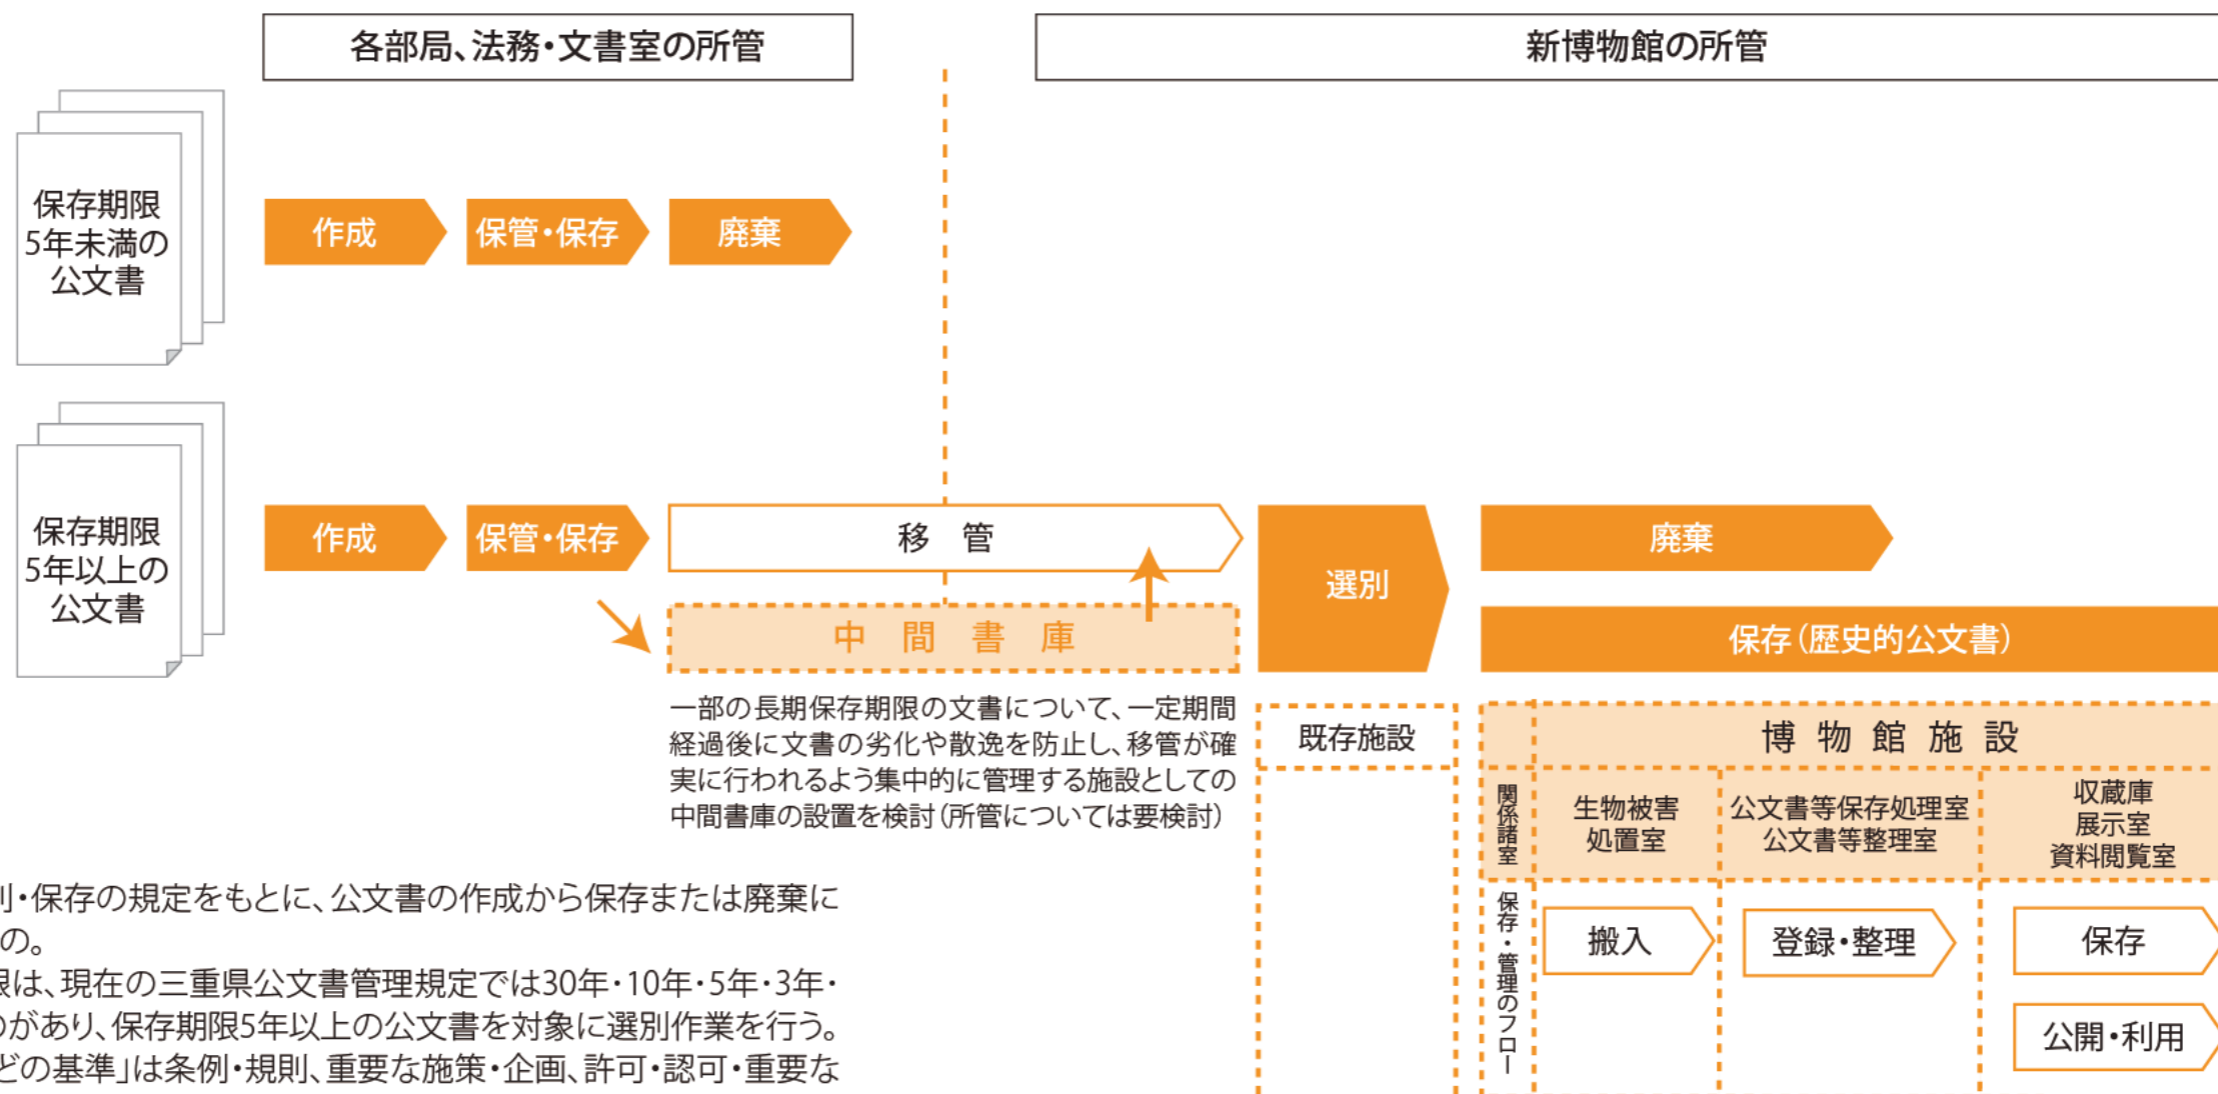 各部局、法務・文書室の所管
新博物館の所管
保存期限
5年未満の
公文書
作成
保管・保存
廃棄
保存期限
5年以上の
公文書
作成
保管・保存
移 管
選別
廃棄
中 間 書 庫
保存（歴史的公文書）
一部の長期保存期限の文書について、一定期間
経過後に文書の劣化や散逸を防止し、移管が確
実に行われるよう集中的に管理する施設としての
中間書庫の設置を検討（所管については要検討）
既存施設
博 物 館 施 設
関係諸室
生物被害
処置室
公文書等保存処理室
公文書等整理室
収蔵庫
展示室
資料閲覧室
保存・管理のフロー
搬入
登録・整理
保存
公開・利用
別・保存の規定をもとに、公文書の作成から保存または廃棄に
の。
限は、現在の三重県公文書管理規定では30年・10年・5年・3年・
のがあり、保存期限5年以上の公文書を対象に選別作業を行う。
どの基準」は条例・規則、重要な施策・企画、許可・認可・重要な